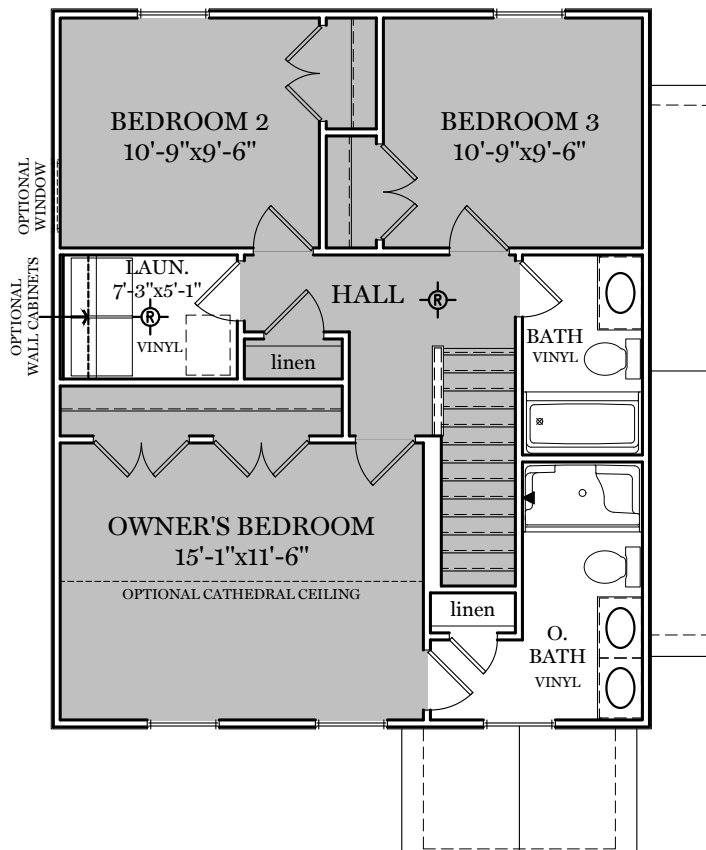 BEDROOM 2
10'-9"x9'-6"
BEDROOM 3
10'-9"x9'-6"
OPTIONAL
WINDOW
OPTIONAL
WALL CABINETS
LAUN.
7'-3"x5'-1"
R
VINYL
HALL
R
linen
BATH
VINYL
OWNER'S BEDROOM
15'-1"x11'-6"
OPTIONAL CATHEDRAL CEILING
linen
O.
BATH
VINYL